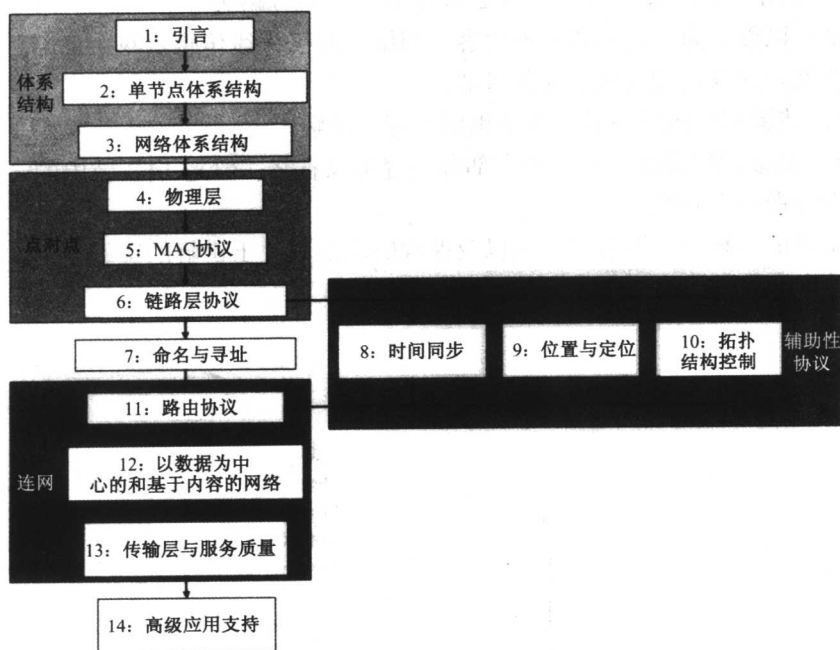 1：引言
体系
结构
2：单节点体系结构
3：网络体系结构
4：物理层
点对点
5：MAC协议
6：链路层协议
7：命名与寻址
8：时间同步
9：位置与定位
10：拓扑
结构控制
辅助性
协议
11：路由协议
连网
12：以数据为中
心的和基于内容的网络
13：传输层与服务质量
14：高级应用支持